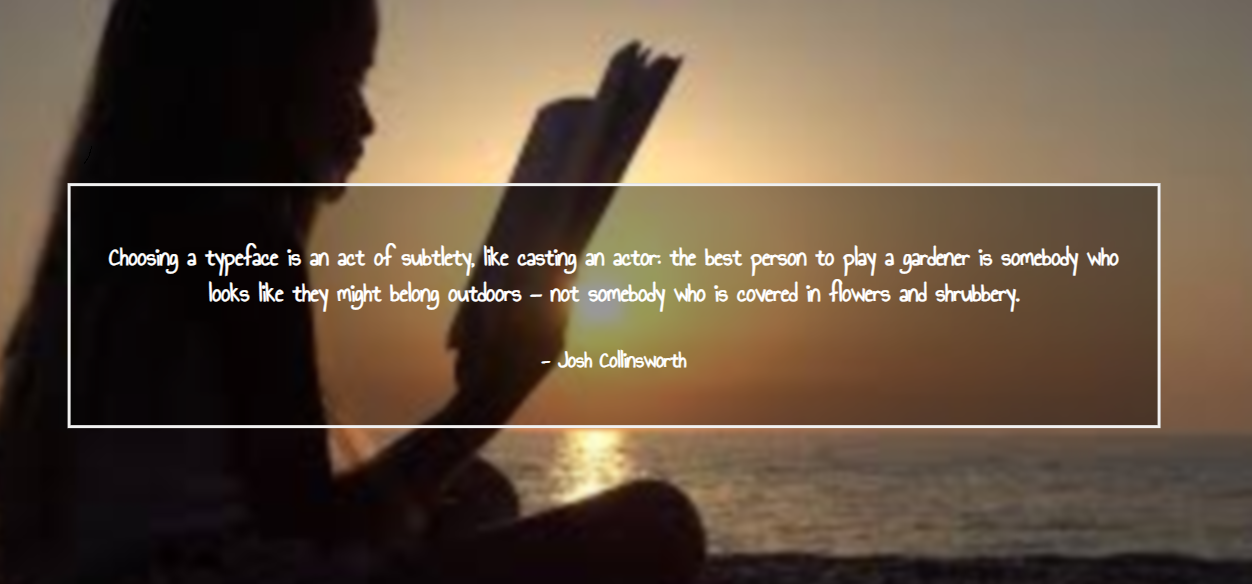 Choosing a typeface is an act of subtlety, like casting an actor: the best person to play a gardener is somebody who
looks like they might belong outdoors – not somebody who is covered in flowers and shrubbery.
– Josh Collinsworth